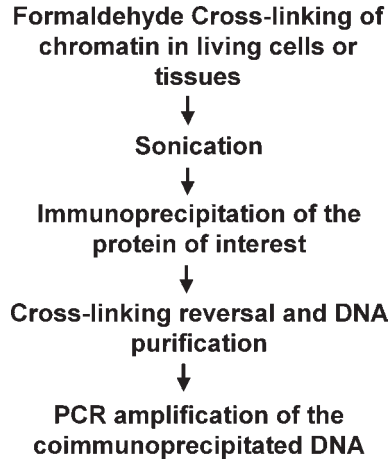 Formaldehyde Cross-linking of
chromatin in living cells or
tissues
Sonication
Immunoprecipitation of the
protein of interest
Cross-linking reversal and DNA
purification
PCR amplification of the
coimmunoprecipitated DNA